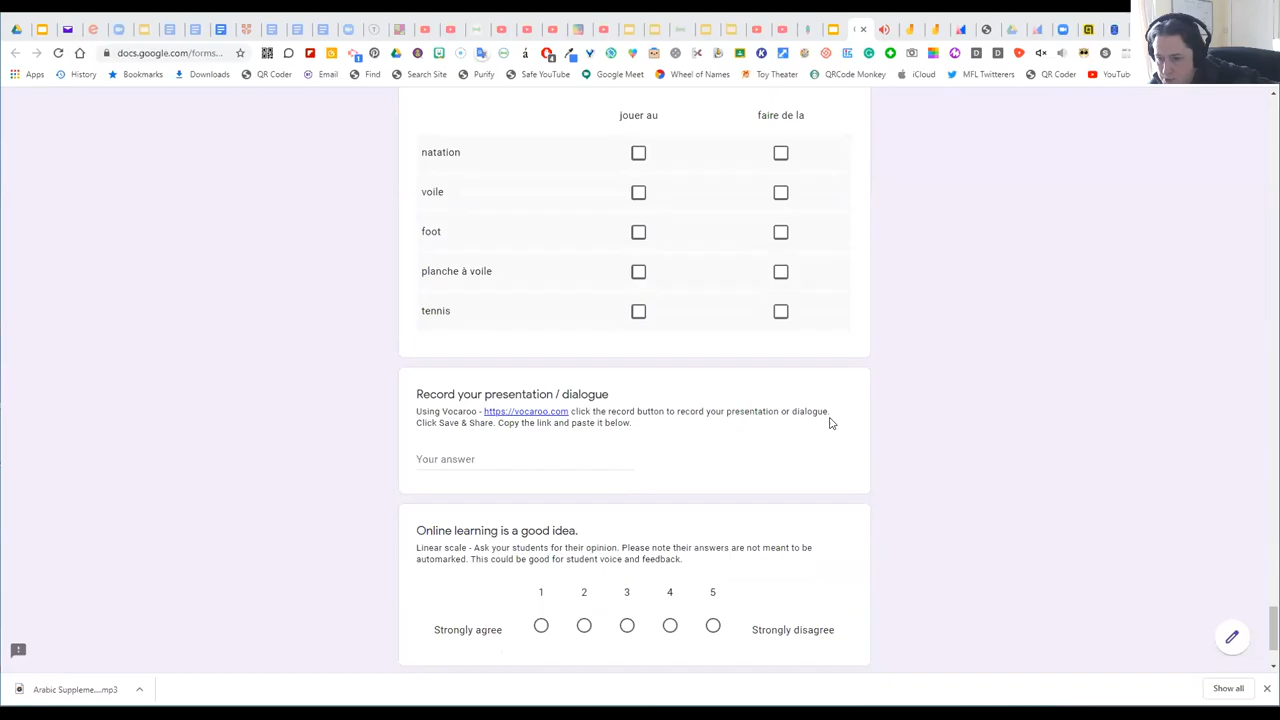 docs.google.com/forms...
Apps
History
Bookmarks
Downloads
QR Coder
Email
Find
Search Site
Purify
Safe YouTube
Google Meet
Wheel of Names
Toy Theater
QRCode Monkey
iCloud
MFL Twitterers
QR Coder
YouTu
jouer au
faire de la
natation
voile
foot
planche à voile
tennis
Record your presentation / dialogue
Using Vocaroo - https://vocaroo.com click the record button to record your presentation or dialogue.
Click Save & Share. Copy the link and paste it below.
Your answer
Online learning is a good idea.
Linear scale - Ask your students for their opinion. Please note their answers are not meant to be
automarked. This could be good for student voice and feedback.
1 2 3 4 5
Strongly agree
Strongly disagree
Arabic Suppleme....mp3
Show all